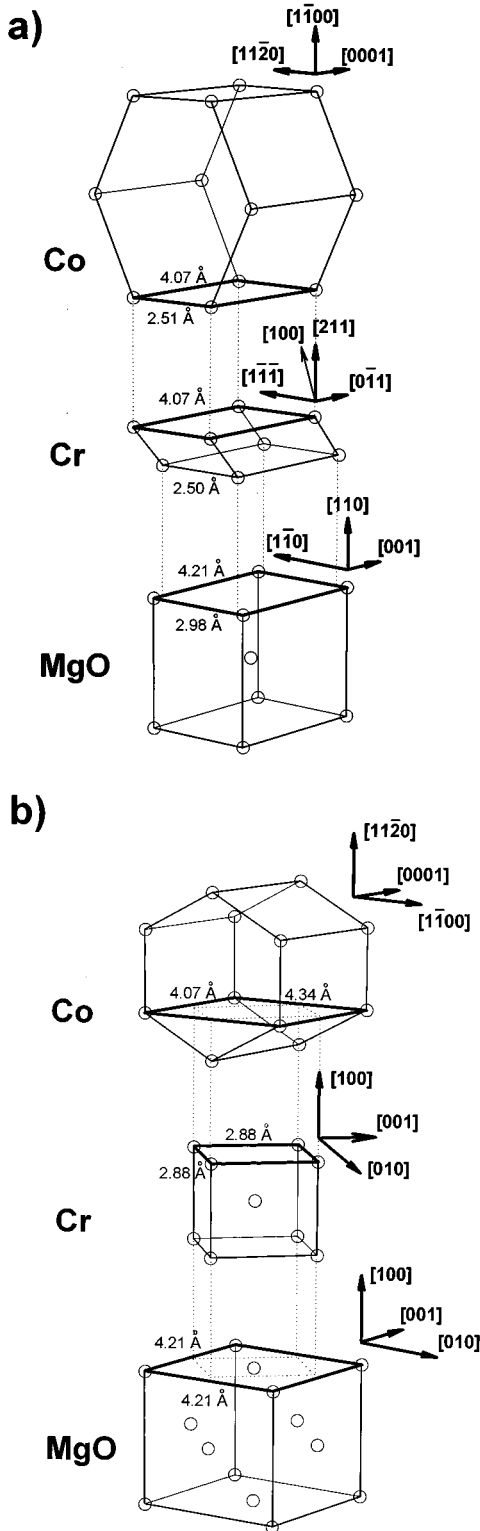 a)
[11̄00]
[112̄0]
[0001]
Co
4.07 Å
2.51 Å
[211]
[100]
[11̄1̄]
[01̄1]
4.07 Å
Cr
2.50 Å
[110]
[11̄0]
[001]
4.21 Å
2.98 Å
MgO
b)
[112̄0]
[0001]
[11̄00]
4.07 Å
4.34 Å
Co
[100]
[001]
[010]
2.88 Å
2.88 Å
Cr
[100]
[001]
[010]
4.21 Å
4.21 Å
MgO